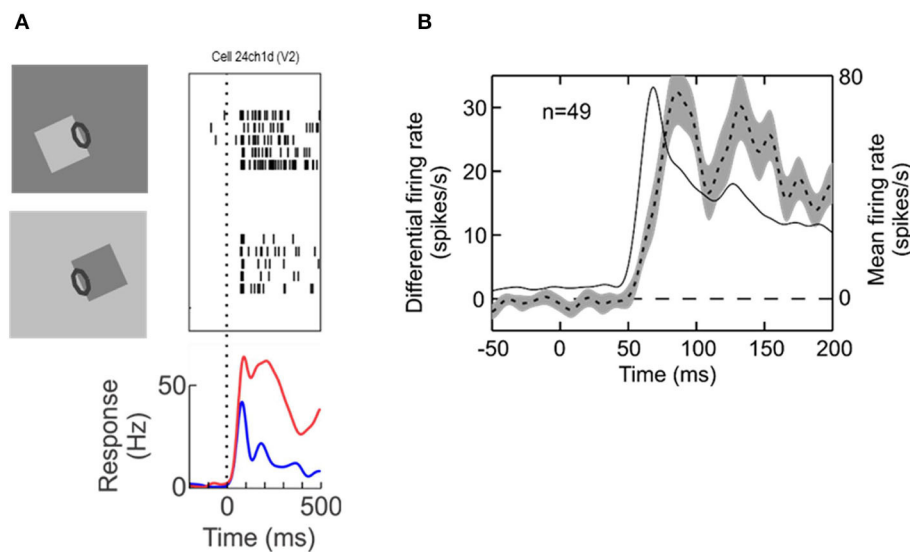 A
Cell 24ch1d (V2)
50
0
Response
(Hz)
0
500
Time (ms)
B
n=49
30
20
10
0
Differential firing rate
(spikes/s)
80
0
Mean firing rate
(spikes/s)
-50
0
50
100
150
200
Time (ms)